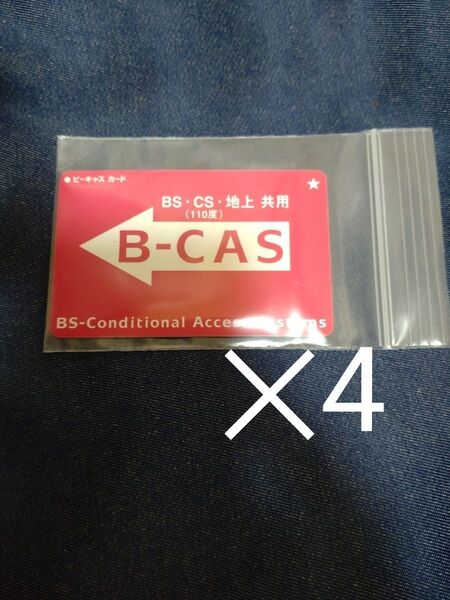 ● ビーキャス カード
★
BS・CS・地上 共用
(110度)
B-CAS
BS-Conditional Access Systems
×4